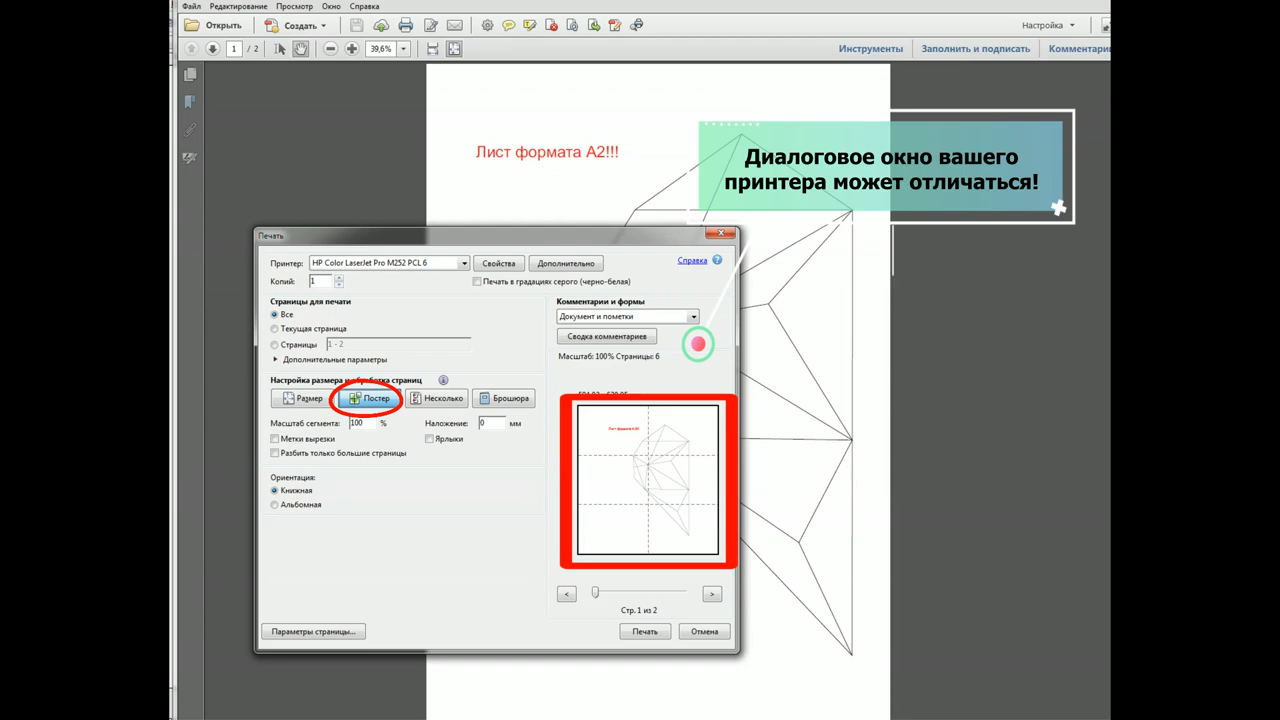 Файл Редактирование Просмотр Окно Справка
Открыть Создать Настройка
1 / 2 39,6% Инструменты Заполнить и подписать Комментарии
Лист формата А2!!!
Диалоговое окно вашего
принтера может отличаться!
Печать
Принтер: HP Color LaserJet Pro M252 PCL 6 Свойства Дополнительно Справка
Копий: 1 Печать в градациях серого (черно-белая)
Страницы для печати
Все
Текущая страница
Страницы 1 - 2
Дополнительные параметры
Комментарии и формы
Документ и пометки
Сводка комментариев
Масштаб: 100% Страницы: 6
Настройка размера и обработка страниц
Размер Постер Несколько Брошюра
Масштаб сегмента: 100 % Наложение: 0 мм
Метки вырезки Ярлыки
Разбить только большие страницы
Ориентация:
Книжная
Альбомная
Лист формата А2!!!
< >
Стр. 1 из 2
Параметры страницы... Печать Отмена